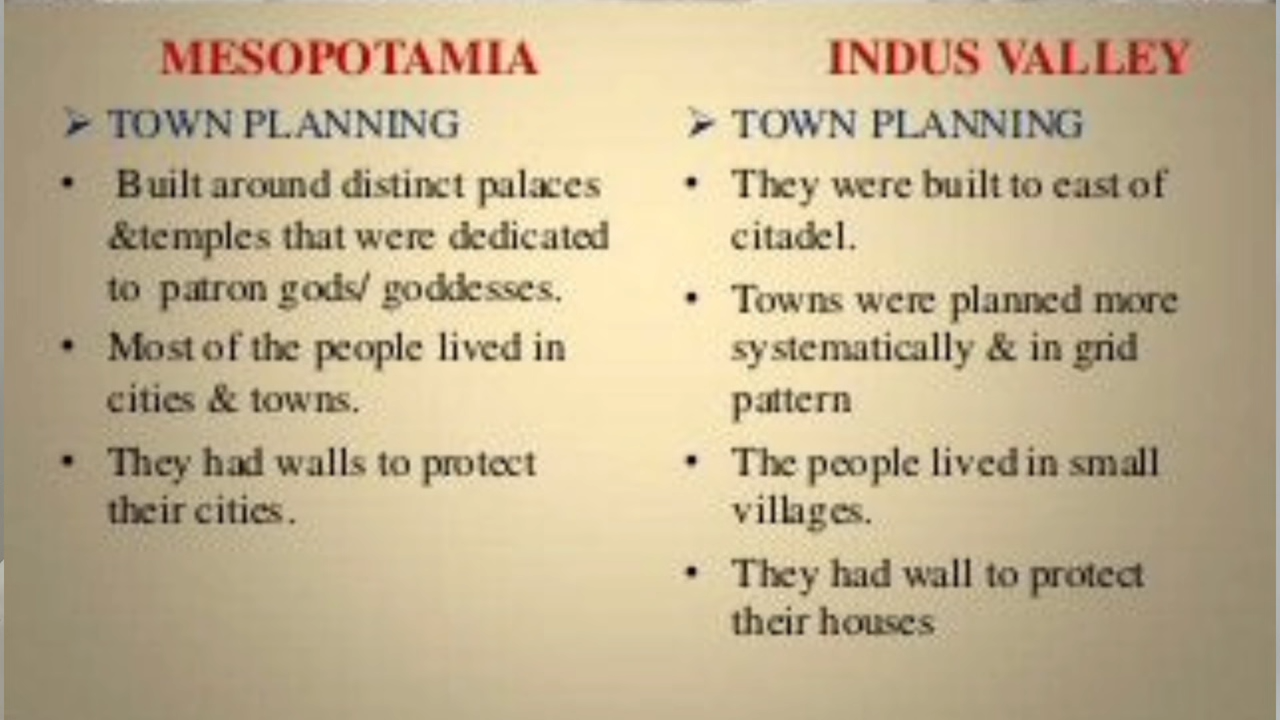 MESOPOTAMIA
➢ TOWN PLANNING
• Built around distinct palaces
&temples that were dedicated
to patron gods/ goddesses.
• Most of the people lived in
cities & towns.
• They had walls to protect
their cities.
INDUS VALLEY
➢ TOWN PLANNING
• They were built to east of
citadel.
• Towns were planned more
systematically & in grid
pattern
• The people lived in small
villages.
• They had wall to protect
their houses